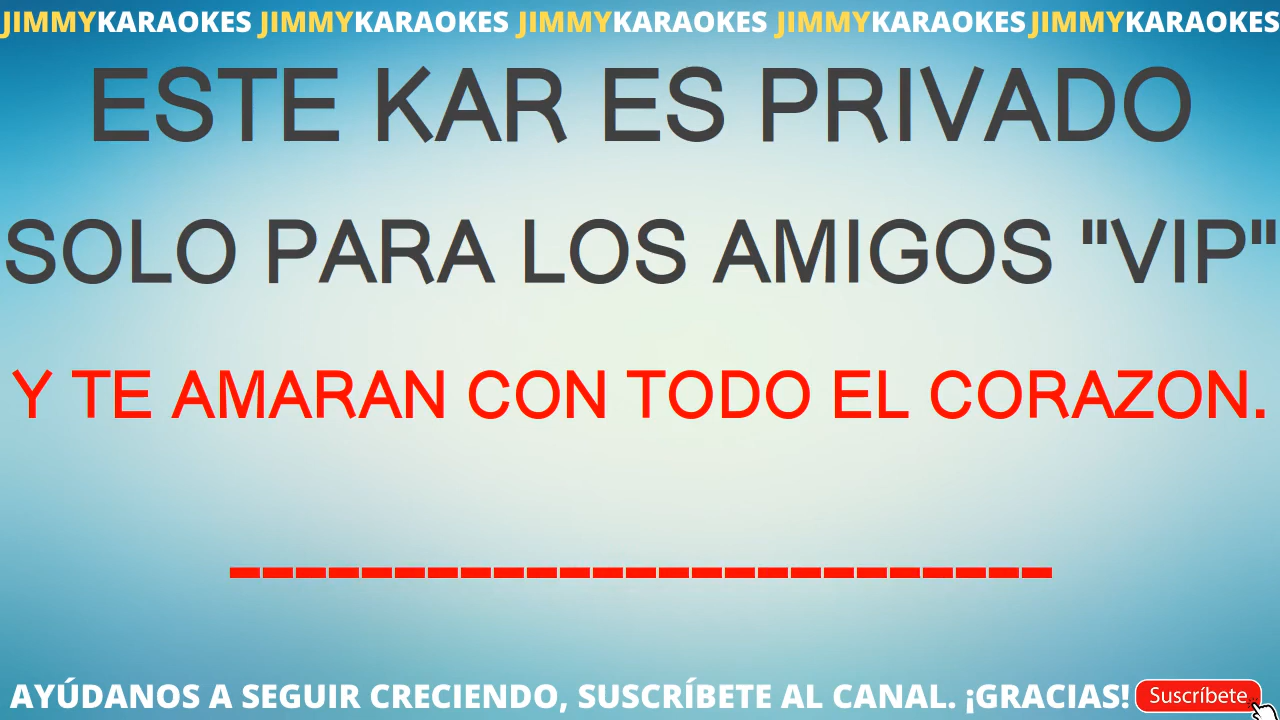 JIMMYKARAOKES JIMMYKARAOKES JIMMYKARAOKES JIMMYKARAOKES JIMMYKARAOKES
ESTE KAR ES PRIVADO
SOLO PARA LOS AMIGOS "VIP"
Y TE AMARAN CON TODO EL CORAZON.
-------------------------
AYÚDANOS A SEGUIR CRECIENDO, SUSCRÍBETE AL CANAL. ¡GRACIAS! Suscríbete